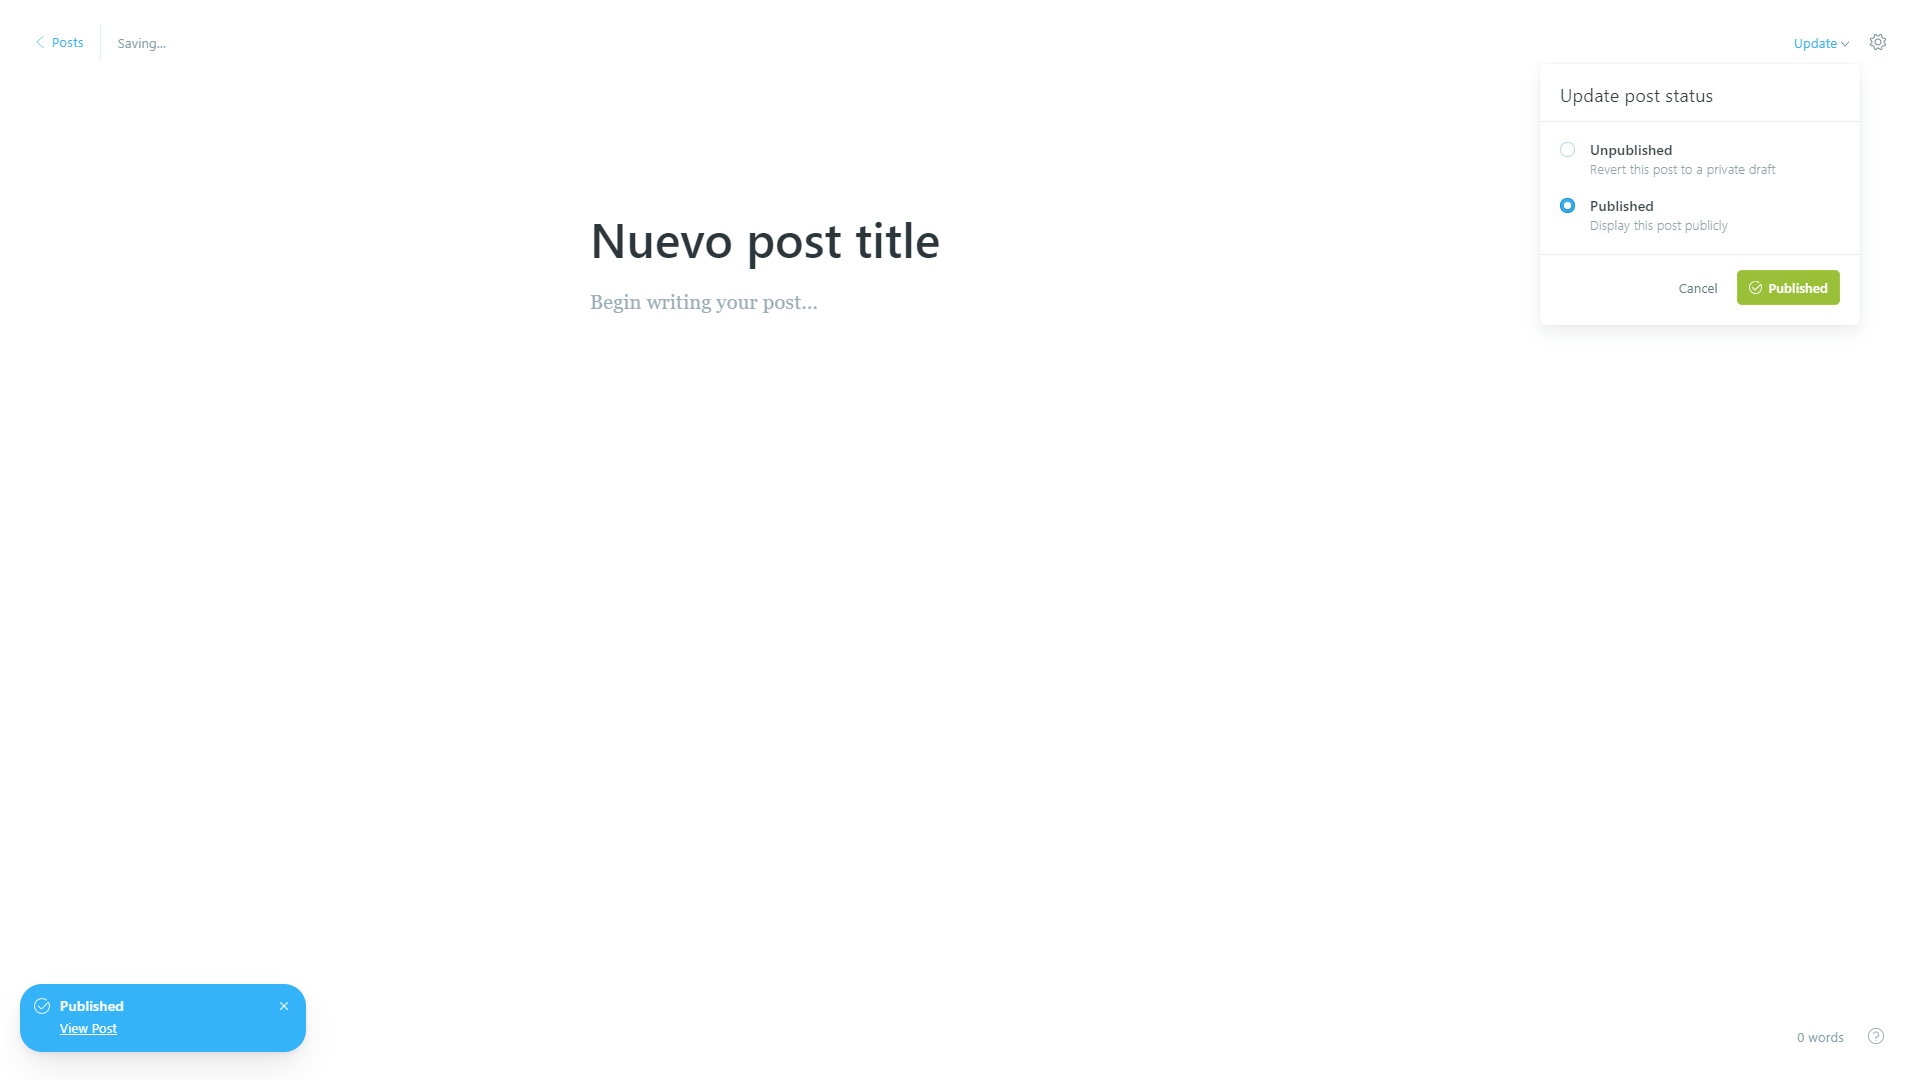 Posts
Saving...
Update
Update post status
Unpublished
Revert this post to a private draft
Published
Display this post publicly
Cancel
Published
Nuevo post title
Begin writing your post...
Published
View Post
0 words